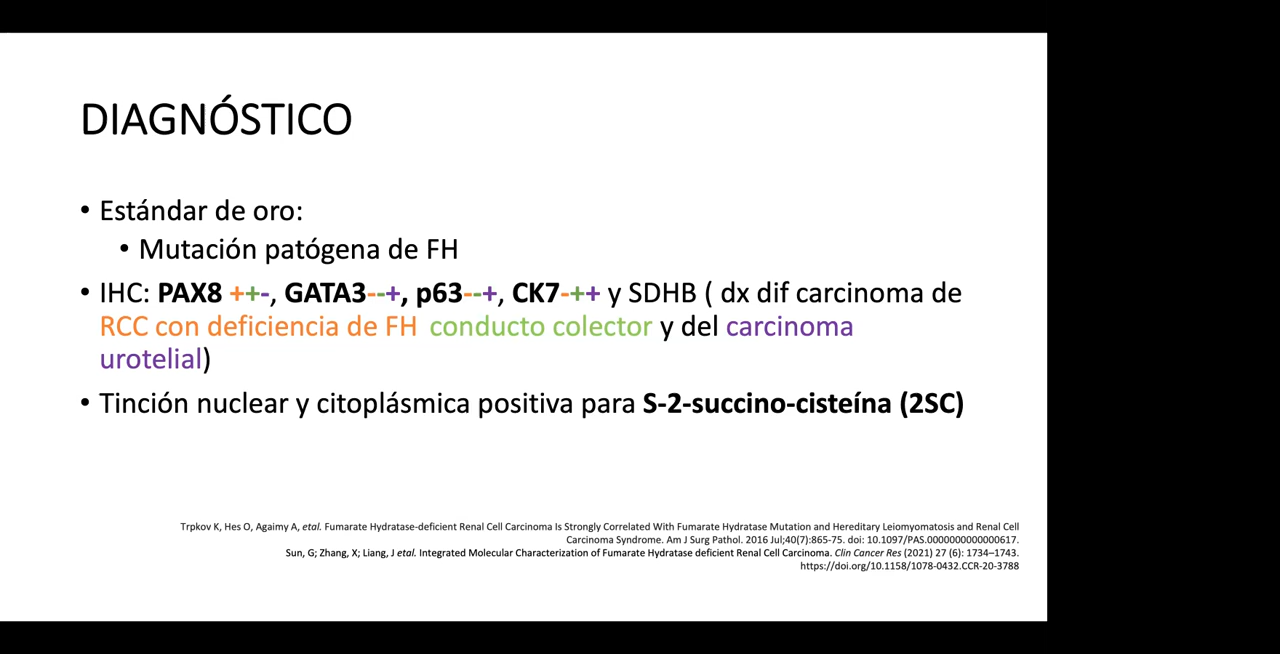 DIAGNÓSTICO
• Estándar de oro:
• Mutación patógena de FH
• IHC: PAX8 ++-, GATA3--+, p63--+, CK7-++ y SDHB ( dx dif carcinoma de
RCC con deficiencia de FH conducto colector y del carcinoma
urotelial)
• Tinción nuclear y citoplásmica positiva para S-2-succino-cisteína (2SC)
Trpkov K, Hes O, Agaimy A, etal. Fumarate Hydratase-deficient Renal Cell Carcinoma Is Strongly Correlated With Fumarate Hydratase Mutation and Hereditary Leiomyomatosis and Renal Cell
Carcinoma Syndrome. Am J Surg Pathol. 2016 Jul;40(7):865-75. doi: 10.1097/PAS.0000000000000617.
Sun, G; Zhang, X; Liang, J etal. Integrated Molecular Characterization of Fumarate Hydratase deficient Renal Cell Carcinoma. Clin Cancer Res (2021) 27 (6): 1734–1743.
https://doi.org/10.1158/1078-0432.CCR-20-3788